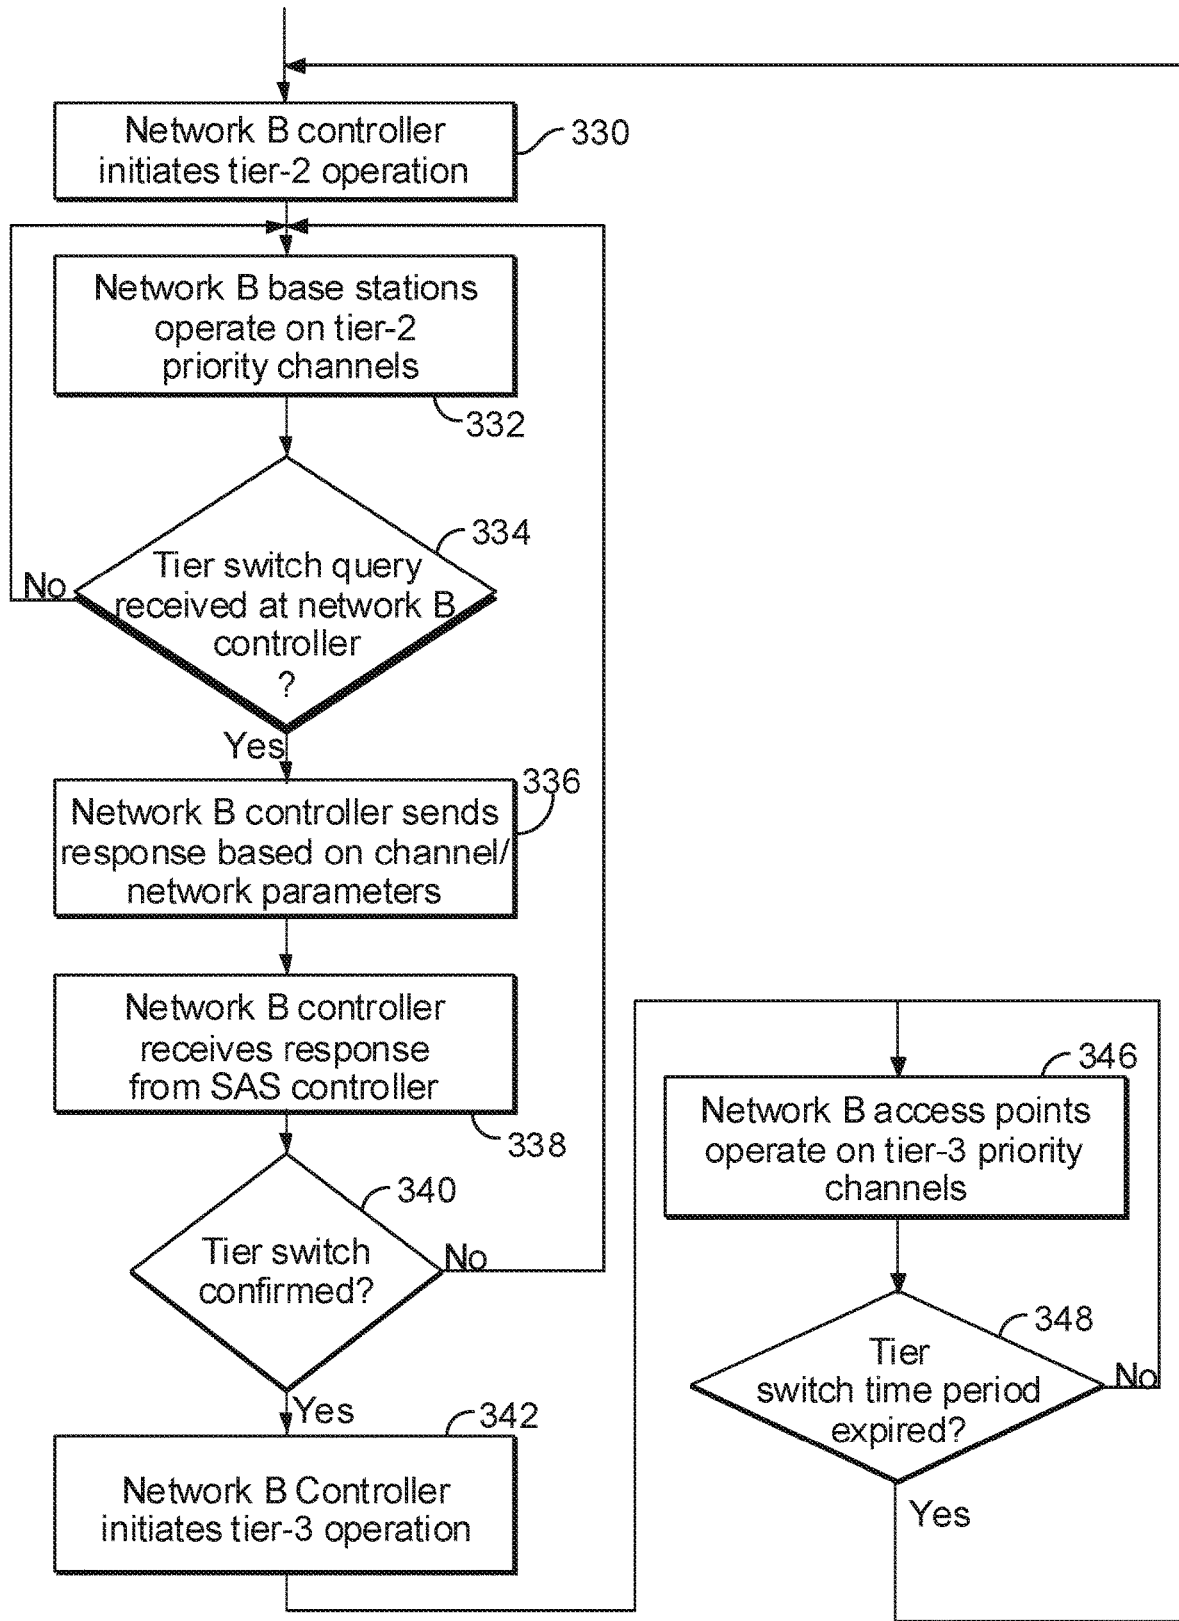 Network B controller
initiates tier-2 operation
330
Network B base stations
operate on tier-2
priority channels
332
334
Tier switch query
received at network B
controller
?
No
Yes
336
Network B controller sends
response based on channel/
network parameters
Network B controller
receives response
from SAS controller
338
340
Tier switch
confirmed?
No
Yes
342
Network B Controller
initiates tier-3 operation
346
Network B access points
operate on tier-3 priority
channels
348
Tier
switch time period
expired?
No
Yes